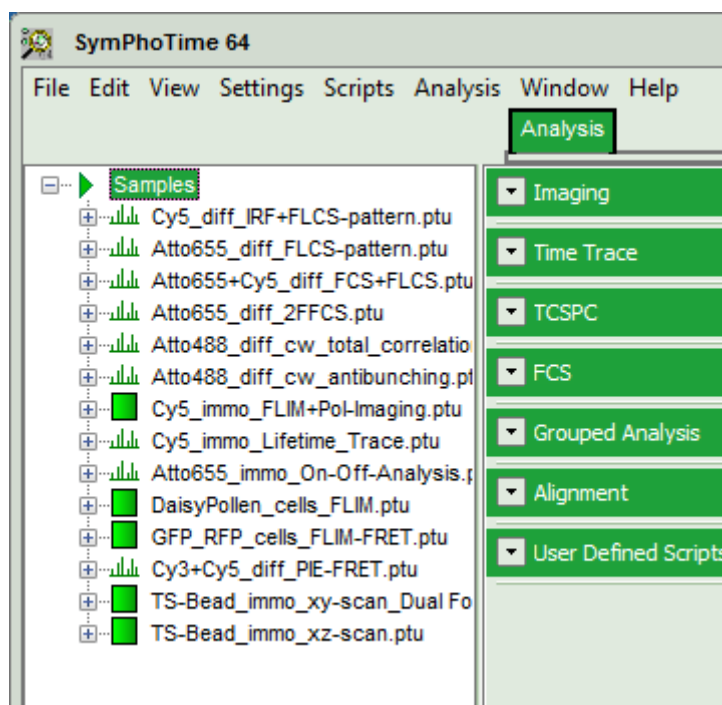 SymPhoTime 64
File Edit View Settings Scripts Analysis Window Help
Analysis
Samples
Cy5_diff_IRF+FLCS-pattern.ptu
Atto655_diff_FLCS-pattern.ptu
Atto655+Cy5_diff_FCS+FLCS.ptu
Atto655_diff_2FFCS.ptu
Atto488_diff_cw_total_correlatio
Atto488_diff_cw_antibunching.pt
Cy5_immo_FLIM+Pol-Imaging.ptu
Cy5_immo_Lifetime_Trace.ptu
Atto655_immo_On-Off-Analysis.p
DaisyPollen_cells_FLIM.ptu
GFP_RFP_cells_FLIM-FRET.ptu
Cy3+Cy5_diff_PIE-FRET.ptu
TS-Bead_immo_xy-scan_Dual Fo
TS-Bead_immo_xz-scan.ptu
Imaging
Time Trace
TCSPC
FCS
Grouped Analysis
Alignment
User Defined Scripts